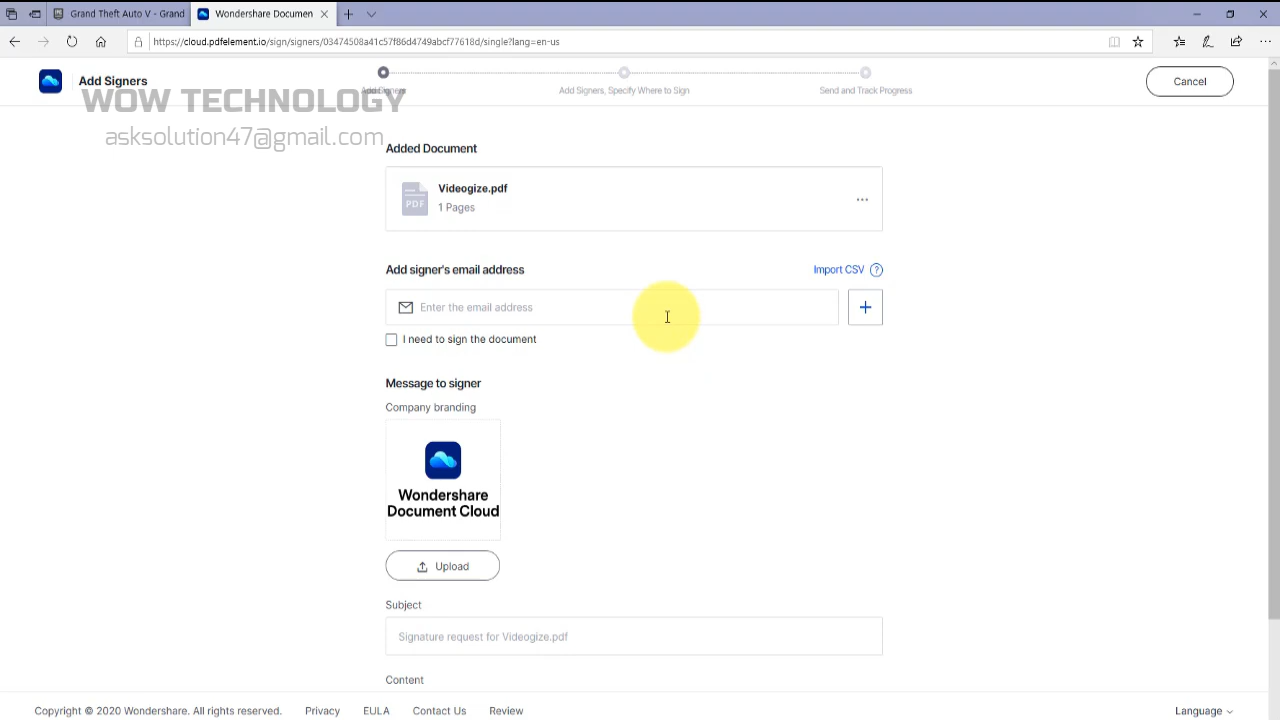 Grand Theft Auto V - Grand
Wondershare Documen
https://cloud.pdfelement.io/sign/signers/03474508a41c57f86d4749abcf77618d/single?lang=en-us
Add Signers
Add Signers
Add Signers, Specify Where to Sign
Send and Track Progress
Cancel
WOW TECHNOLOGY
asksolution47@gmail.com
Added Document
PDF
Videogize.pdf
1 Pages
...
Add signer's email address
Import CSV ?
Enter the email address
+
I need to sign the document
Message to signer
Company branding
Wondershare
Document Cloud
Upload
Subject
Signature request for Videogize.pdf
Content
Copyright © 2020 Wondershare. All rights reserved. Privacy EULA Contact Us Review
Language